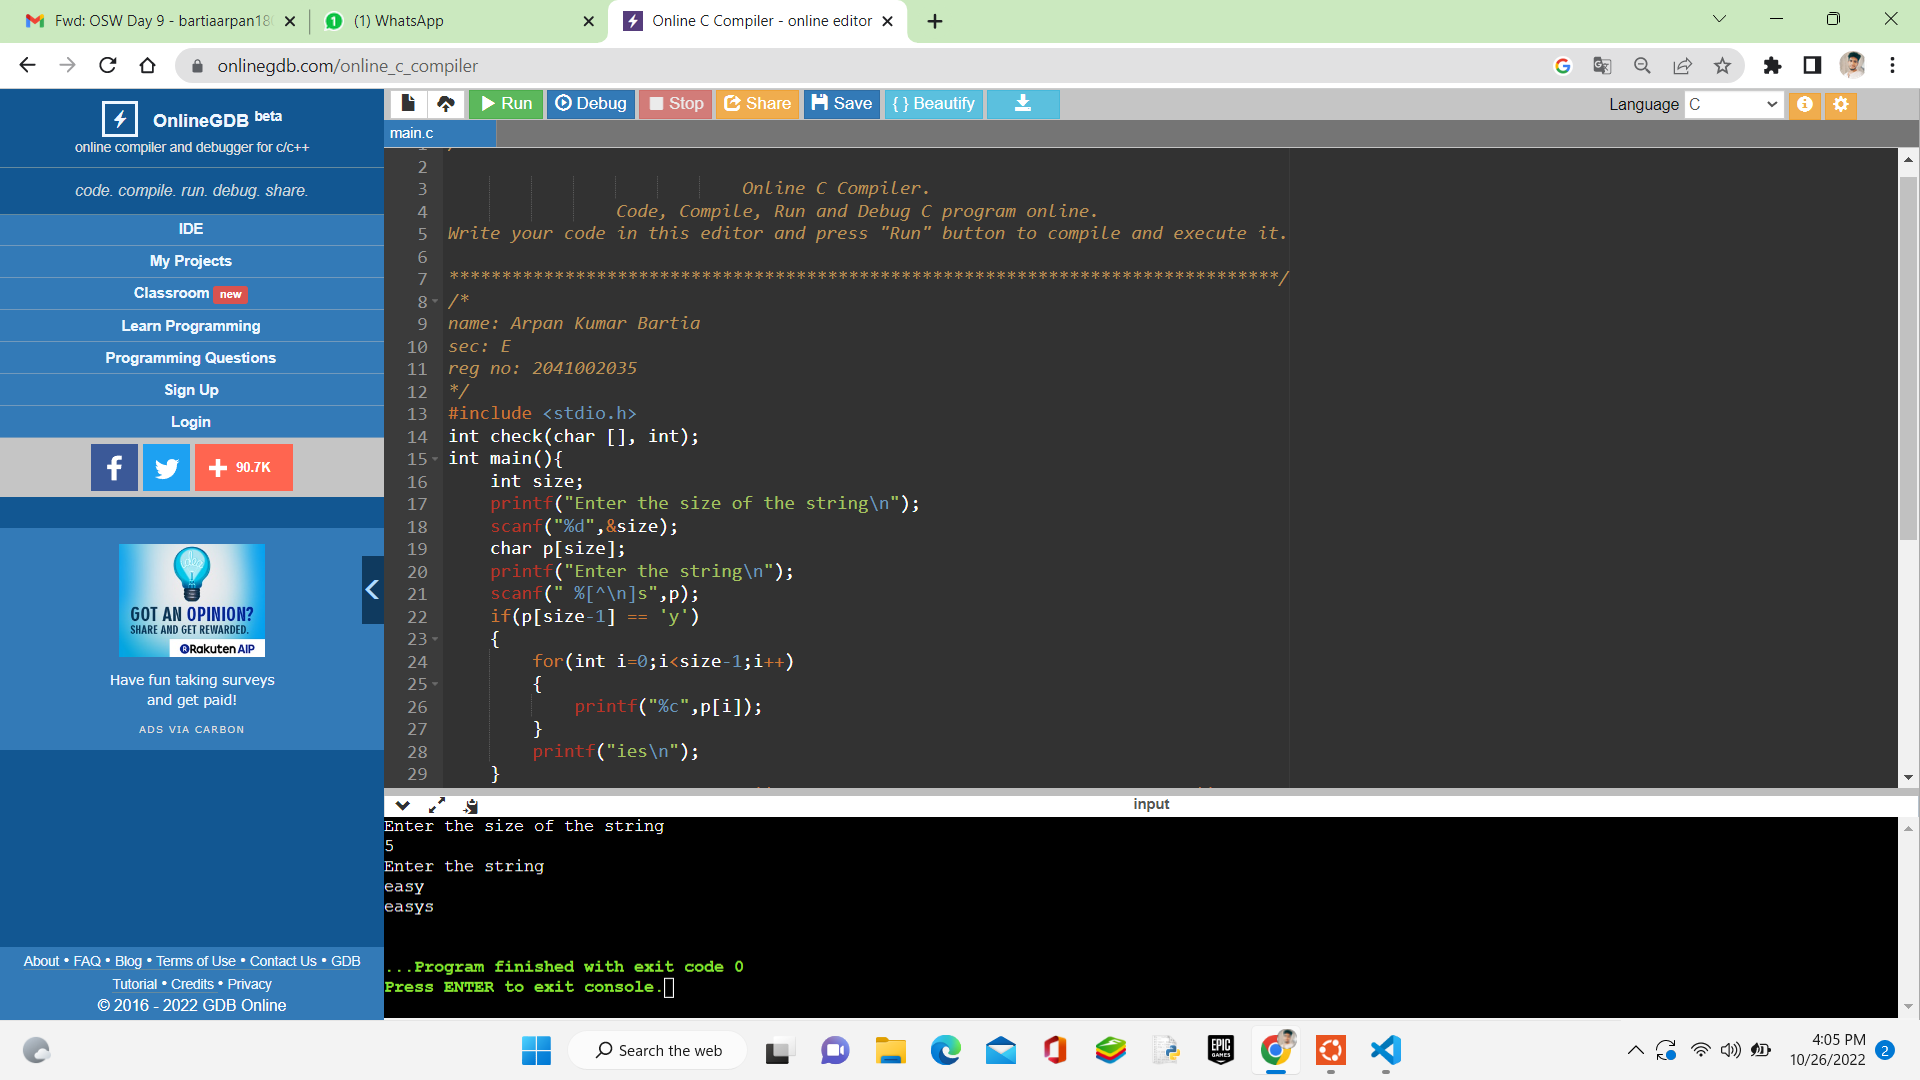 Fwd: OSW Day 9 - bartiaarpan18
(1) WhatsApp
Online C Compiler - online editor
onlinegdb.com/online_c_compiler
OnlineGDB beta
online compiler and debugger for c/c++
code. compile. run. debug. share.
IDE
My Projects
Classroom new
Learn Programming
Programming Questions
Sign Up
Login
90.7K
GOT AN OPINION?
SHARE AND GET REWARDED.
Rakuten AIP
Have fun taking surveys
and get paid!
ADS VIA CARBON
About • FAQ • Blog • Terms of Use • Contact Us • GDB
Tutorial • Credits • Privacy
© 2016 - 2022 GDB Online
Run Debug Stop Share Save { } Beautify
Language C
main.c
2
3 Online C Compiler.
4 Code, Compile, Run and Debug C program online.
5 Write your code in this editor and press "Run" button to compile and execute it.
6
7 *******************************************************************************/
8 /*
9 name: Arpan Kumar Bartia
10 sec: E
11 reg no: 2041002035
12 */
13 #include <stdio.h>
14 int check(char [], int);
15 int main(){
16 int size;
17 printf("Enter the size of the string\n");
18 scanf("%d",&size);
19 char p[size];
20 printf("Enter the string\n");
21 scanf(" %[^\n]s",p);
22 if(p[size-1] == 'y')
23 {
24 for(int i=0;i<size-1;i++)
25 {
26 printf("%c",p[i]);
27 }
28 printf("ies\n");
29 }
input
Enter the size of the string
5
Enter the string
easy
easys
...Program finished with exit code 0
Press ENTER to exit console.
Search the web
EPIC GAMES
4:05 PM
10/26/2022
2